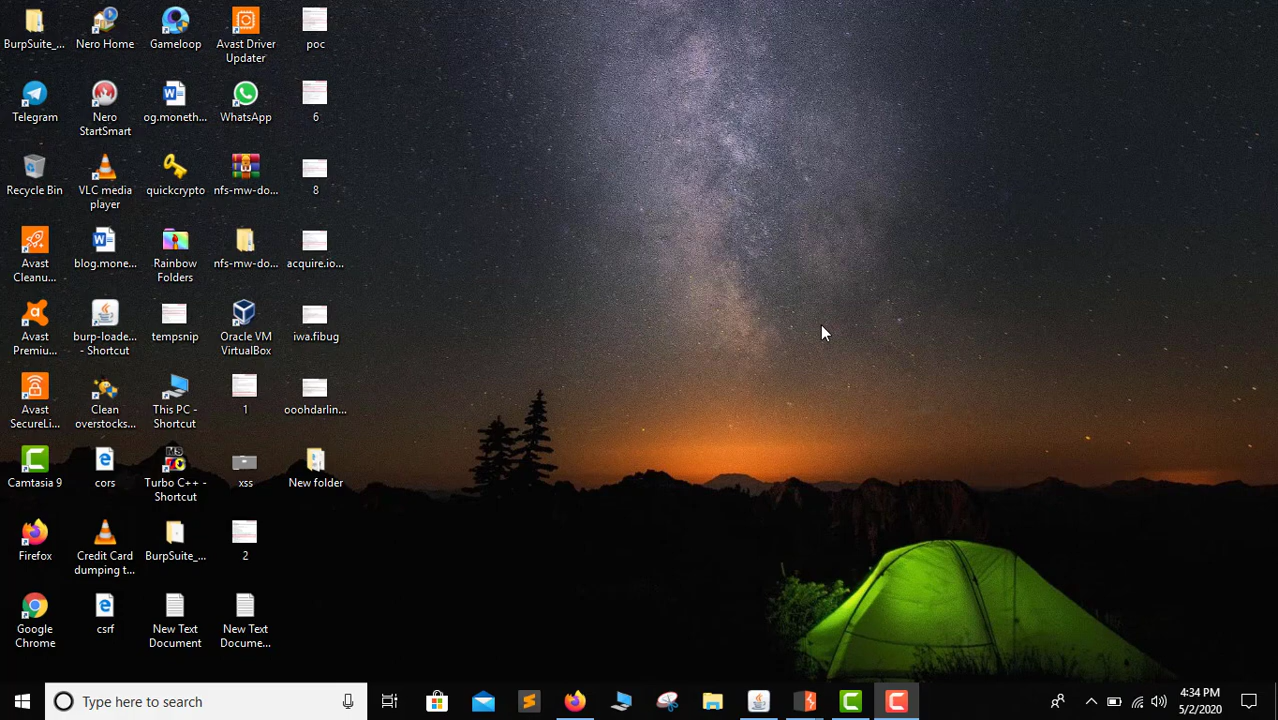 BurpSuite_...
Nero Home
Gameloop
Avast Driver
Updater
poc
Telegram
Nero
StartSmart
og.moneth...
WhatsApp
6
Recycle Bin
VLC media
player
quickcrypto
nfs-mw-do...
8
Avast
Cleanu...
blog.mone...
Rainbow
Folders
nfs-mw-do...
acquire.io...
Avast
Premiu...
burp-loade...
- Shortcut
tempsnip
Oracle VM
VirtualBox
iwa.fibug
Avast
SecureLi...
Clean
overstocks...
This PC -
Shortcut
1
ooohdarlin...
Camtasia 9
cors
Turbo C++ -
Shortcut
xss
New folder
Firefox
Credit Card
dumping t...
BurpSuite_...
2
Google
Chrome
csrf
New Text
Document
New Text
Docume...
Type here to search
4:34 PM
5/2/2020